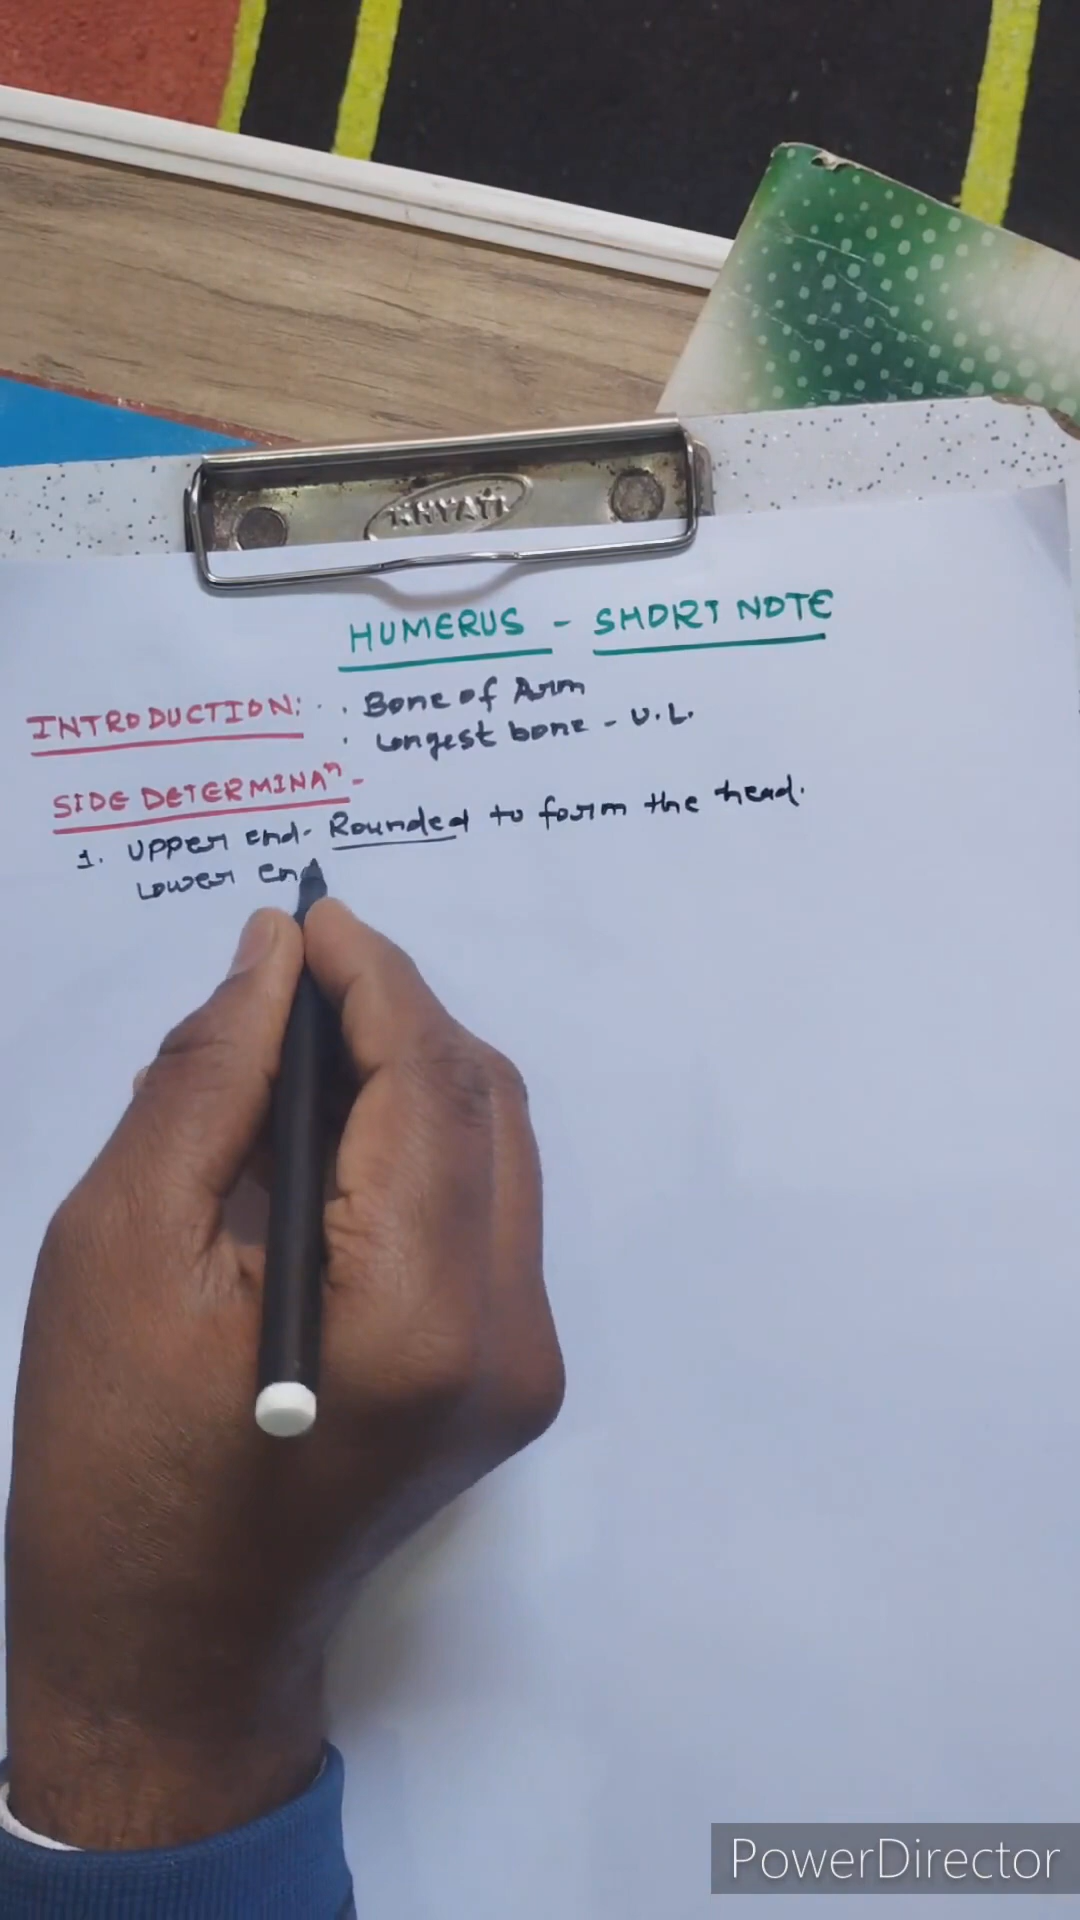 KHYATI
HUMERUS - SHORT NOTE
INTRODUCTION: . Bone of Arm
. Longest bone - U.L.
SIDE DETERMINAⁿ -
1. Upper end - Rounded to form the head.
Lower end
PowerDirector